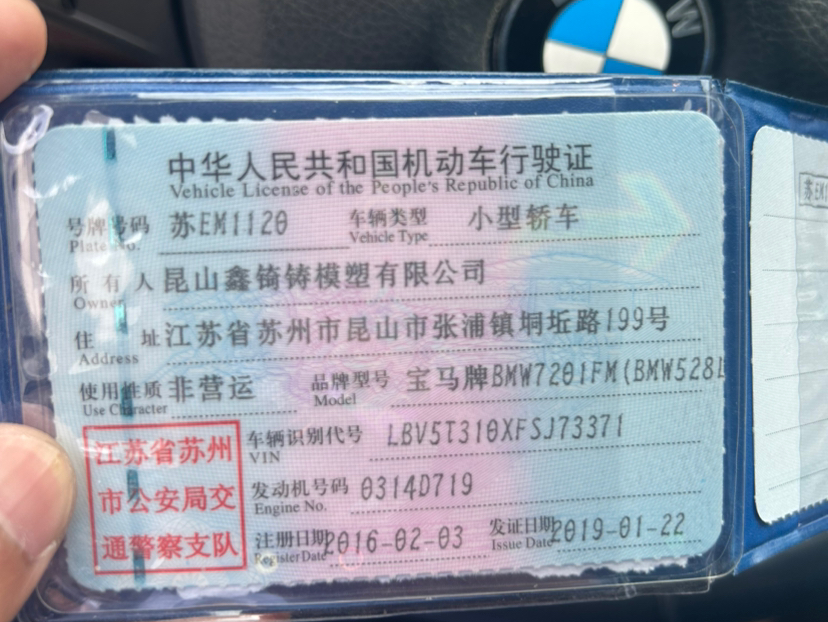 W
中华人民共和国机动车行驶证
Vehicle License of the People's Republic of China
号牌号码 苏EM1120 车辆类型 小型轿车
Plate No. Vehicle Type
所有人 昆山鑫锜铸模塑有限公司
Owner
住址 江苏省苏州市昆山市张浦镇垌坵路199号
Address
使用性质 非营运 品牌型号 宝马牌BMW7201FM(BMW528L
Use Character Model
江苏省苏州
市公安局交
通警察支队
车辆识别代号 LBV5T310XFSJ73371
VIN
发动机号码 0314D719
Engine No.
注册日期 2016-02-03 发证日期 2019-01-22
Register Date Issue Date
苏EM1